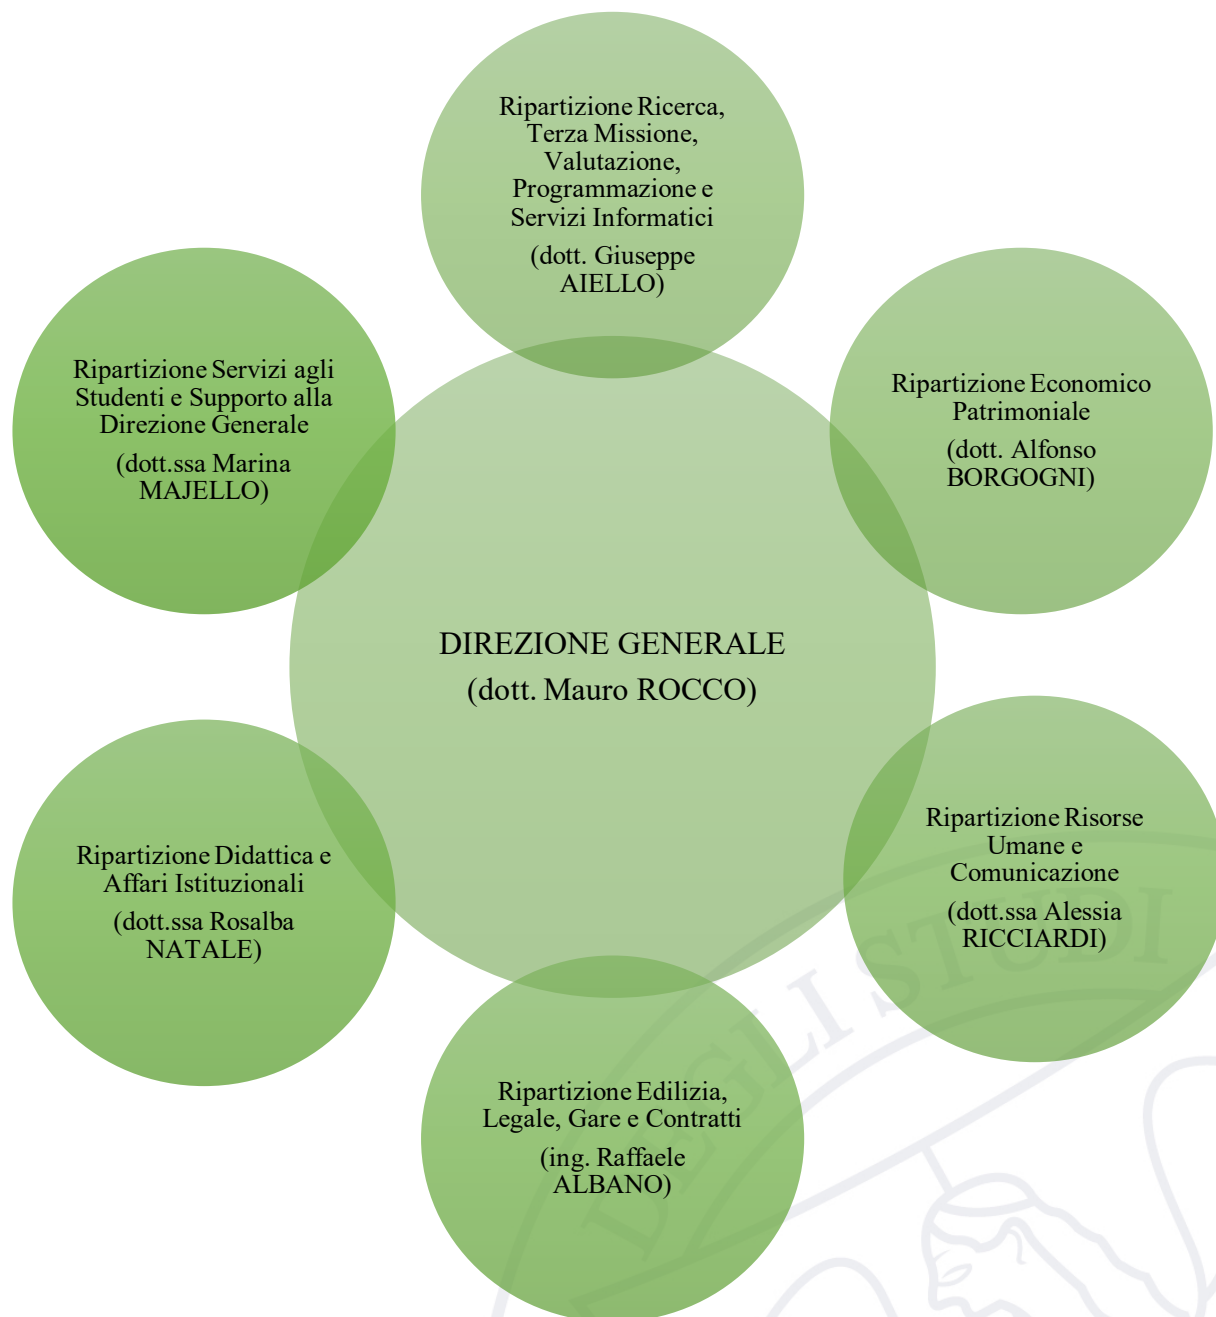 Ripartizione Ricerca,
Terza Missione,
Valutazione,
Programmazione e
Servizi Informatici
(dott. Giuseppe
AIELLO)
Ripartizione Economico
Patrimoniale
(dott. Alfonso
BORGOGNI)
Ripartizione Risorse
Umane e
Comunicazione
(dott.ssa Alessia
RICCIARDI)
Ripartizione Edilizia,
Legale, Gare e Contratti
(ing. Raffaele
ALBANO)
Ripartizione Didattica e
Affari Istituzionali
(dott.ssa Rosalba
NATALE)
Ripartizione Servizi agli
Studenti e Supporto alla
Direzione Generale
(dott.ssa Marina
MAJELLO)
DIREZIONE GENERALE
(dott. Mauro ROCCO)
DEGLI STUDI